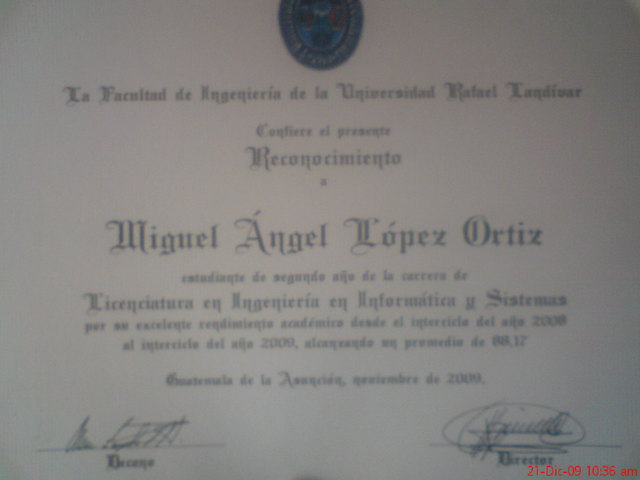 La Facultad de Ingeniería de la Universidad Rafael Landívar
Confiere el presente
Reconocimiento
a
Miguel Ángel López Ortiz
estudiante de segundo año de la carrera de
Licenciatura en Ingeniería en Informática y Sistemas
por su excelente rendimiento académico desde el interciclo del año 2008
al interciclo del año 2009, alcanzando un promedio de 88.17
Guatemala de la Asunción, noviembre de 2009.
Decano Director
21-Dic-09 10:36 am